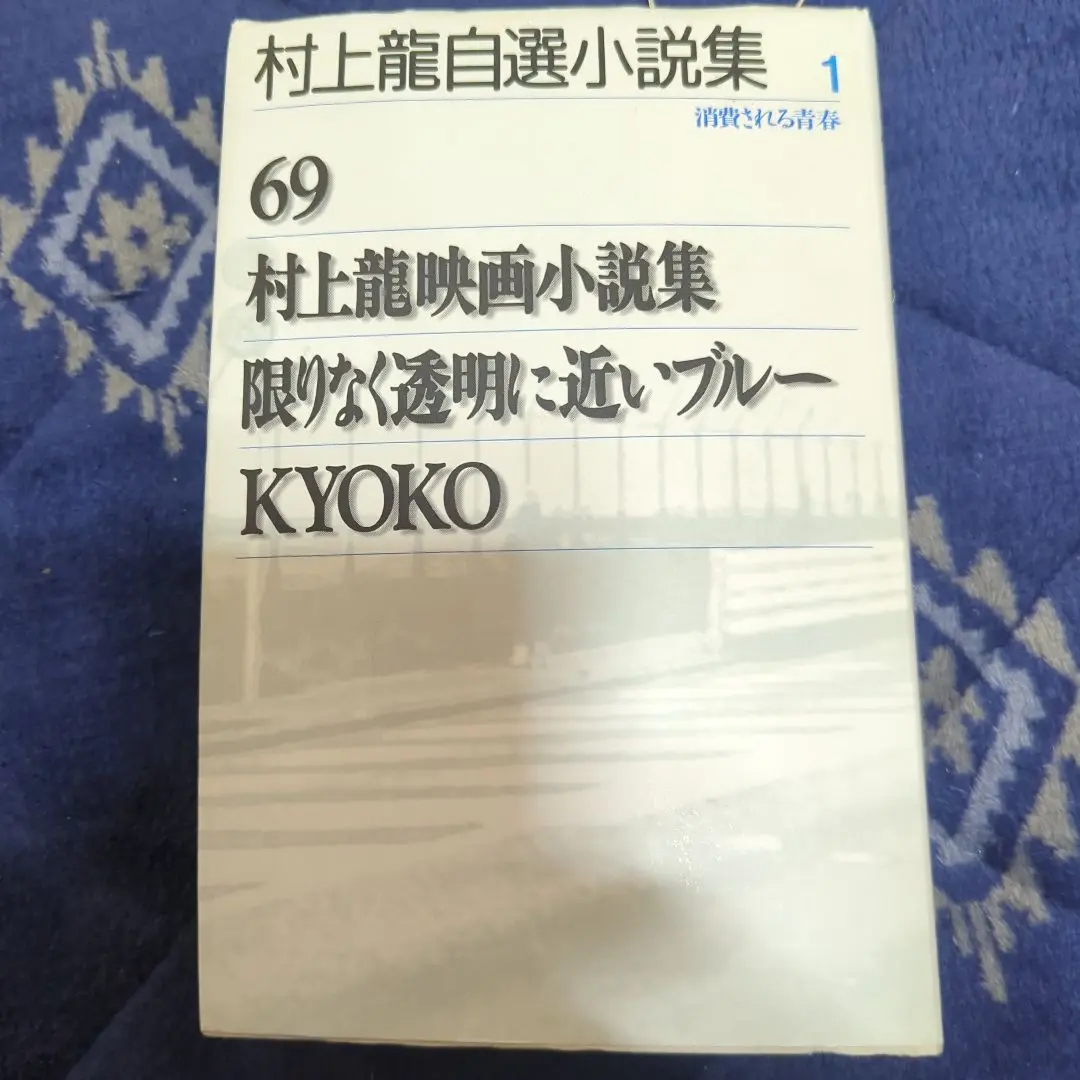 村上龍自選小説集 1
消費される青春
69
村上龍映画小説集
限りなく透明に近いブルー
KYOKO